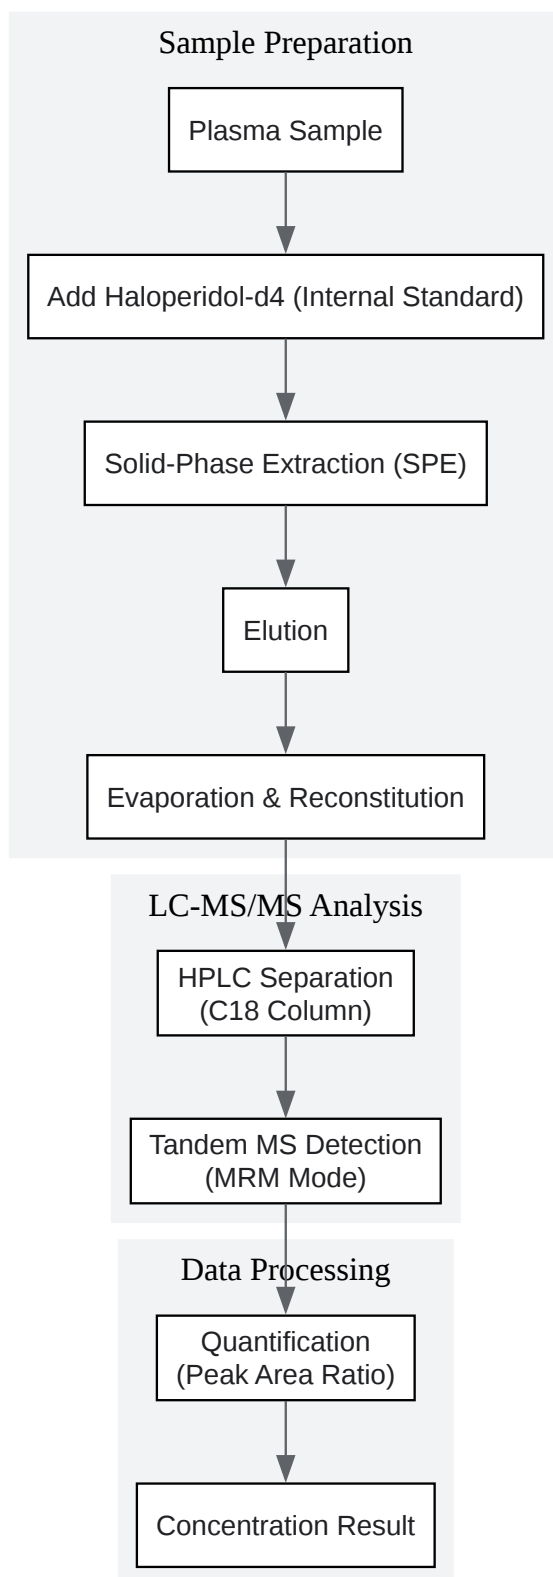 Sample Preparation
Plasma Sample
Add Haloperidol-d4 (Internal Standard)
Solid-Phase Extraction (SPE)
Elution
Evaporation & Reconstitution
LC-MS/MS Analysis
HPLC Separation
(C18 Column)
Tandem MS Detection
(MRM Mode)
Data Processing
Quantification
(Peak Area Ratio)
Concentration Result